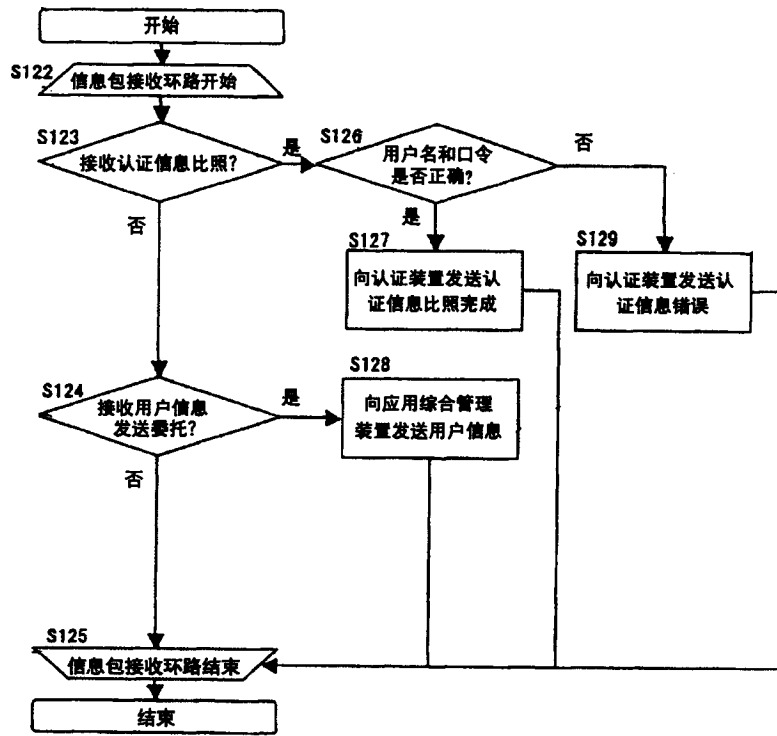 开始
S122
信息包接收环路开始
S123
接收认证信息比照?
是
S126
用户名和口令
是否正确?
否
否
是
S127
向认证装置发送认
证信息比照完成
S129
向认证装置发送认
证信息错误
S124
接收用户信息
发送委托?
是
S128
向应用综合管理
装置发送用户信息
否
S125
信息包接收环路结束
结束